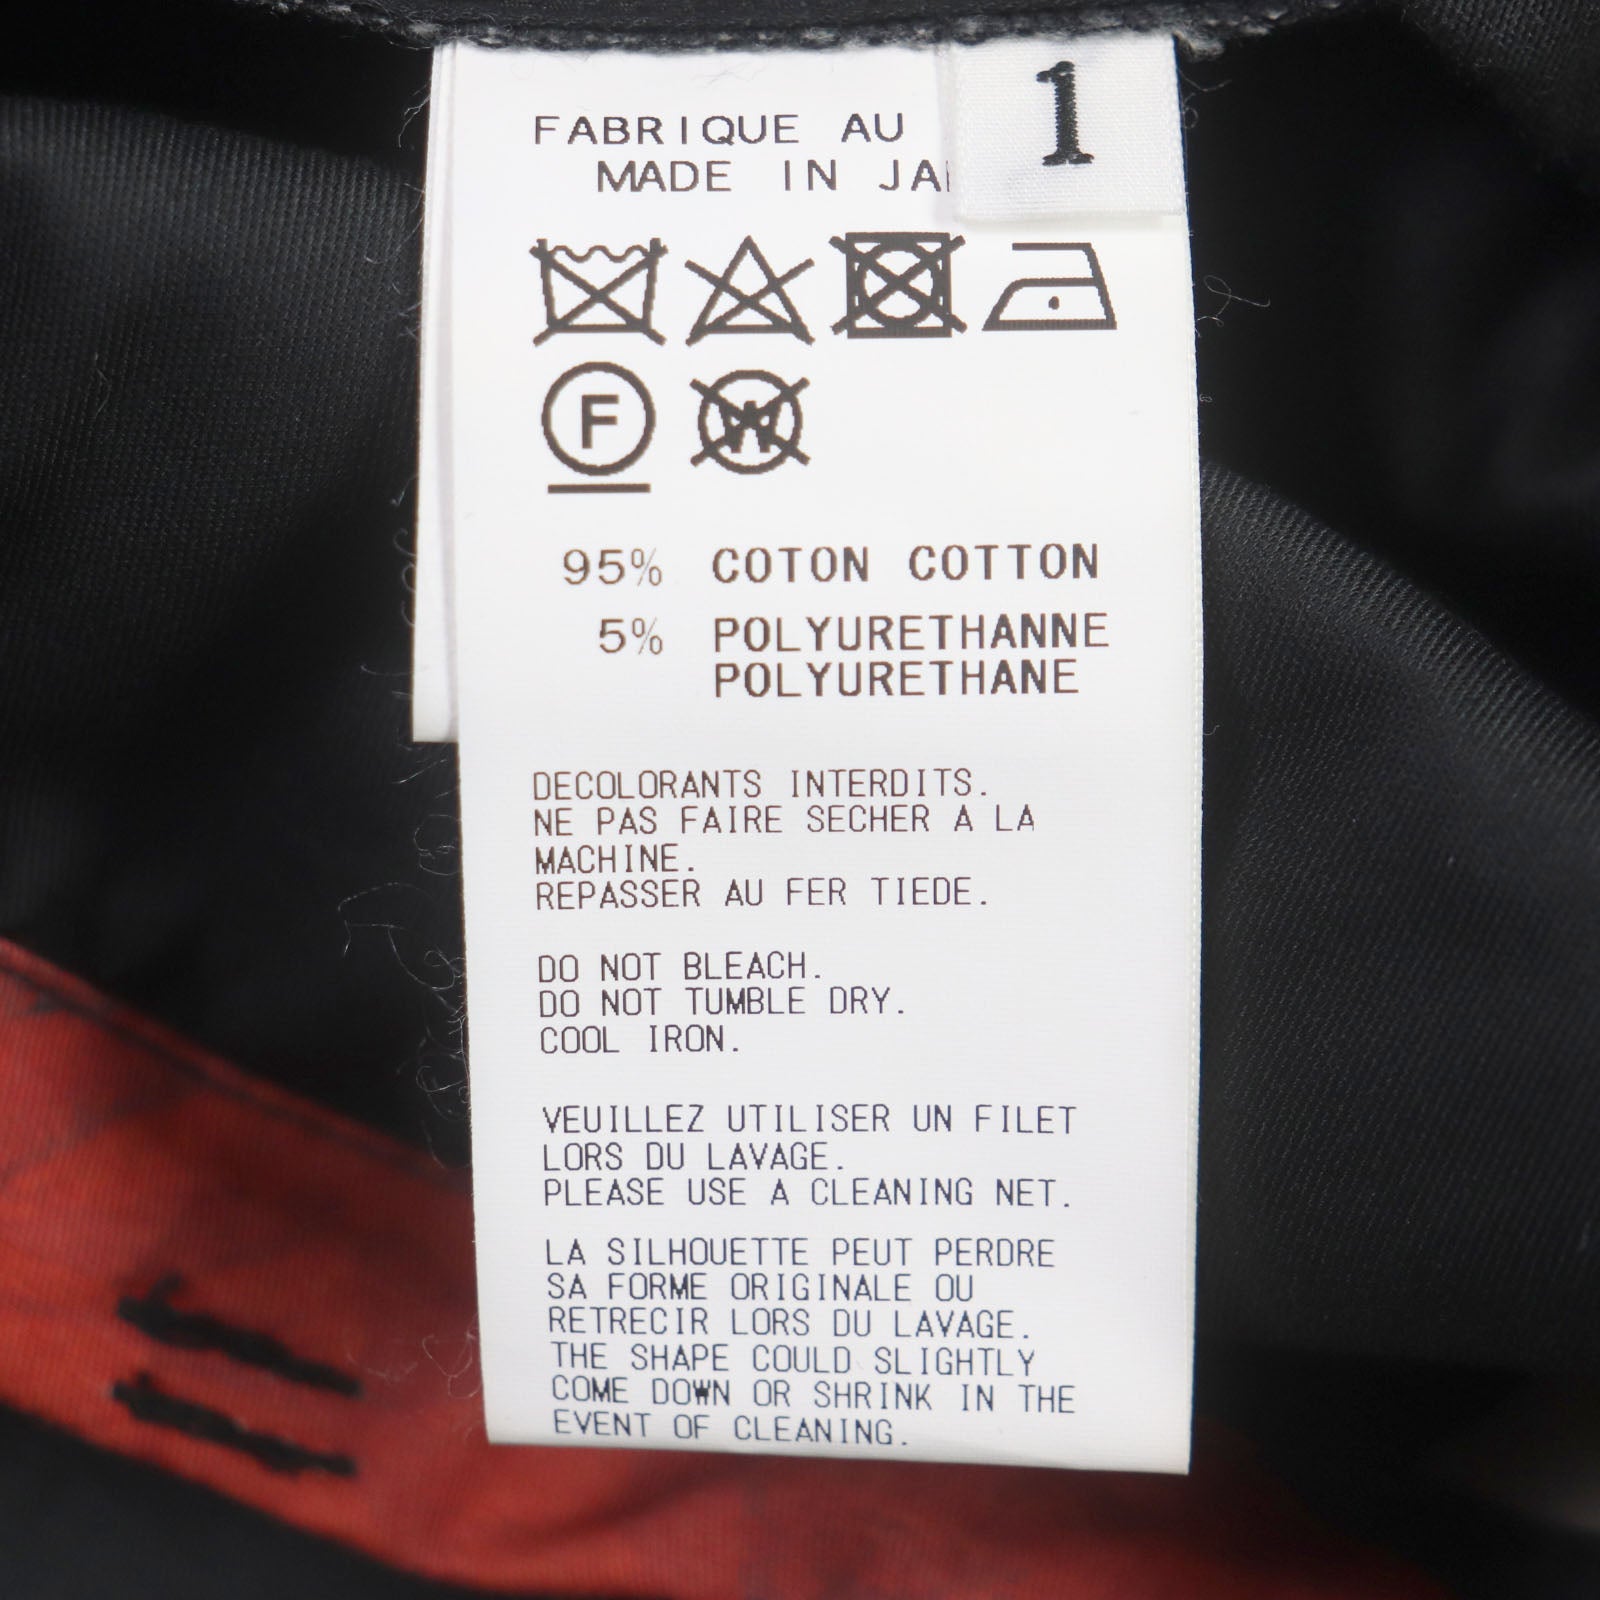 1
FABRIQUE AU
MADE IN
F
W
95% COTON COTTON
5% POLYURETHANNE
POLYURETHANE
DECOLORANTS INTERDITS.
NE PAS FAIRE SECHER A LA
MACHINE.
REPASSER AU FER TIEDE.
DO NOT BLEACH.
DO NOT TUMBLE DRY.
COOL IRON.
VEUILLEZ UTILISER UN FILET
LORS DU LAVAGE.
PLEASE USE A CLEANING NET.
LA SILHOUETTE PEUT PERDRE
SA FORME ORIGINALE OU
RETRECIR LORS DU LAVAGE.
THE SHAPE COULD SLIGHTLY
COME DOWN OR SHRINK IN THE
EVENT OF CLEANING.